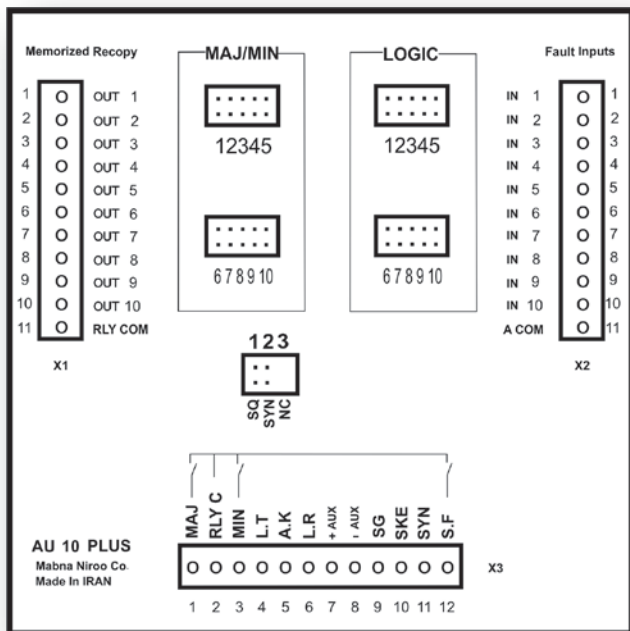 Memorized Recopy
MAJ/MIN
LOGIC
Fault Inputs
1 OUT 1
2 OUT 2
3 OUT 3
4 OUT 4
5 OUT 5
6 OUT 6
7 OUT 7
8 OUT 8
9 OUT 9
10 OUT 10
11 RLY COM
X1
12345
678910
12345
678910
IN 1 1
IN 2 2
IN 3 3
IN 4 4
IN 5 5
IN 6 6
IN 7 7
IN 8 8
IN 9 9
IN 10 10
A COM 11
X2
123
SQ
SYN
NC
MAJ
RLY C
MIN
L.T
A.K
L.R
+ AUX
- AUX
SG
SKE
SYN
S.F
AU 10 PLUS
Mabna Niroo Co.
Made In IRAN
X3
1 2 3 4 5 6 7 8 9 10 11 12